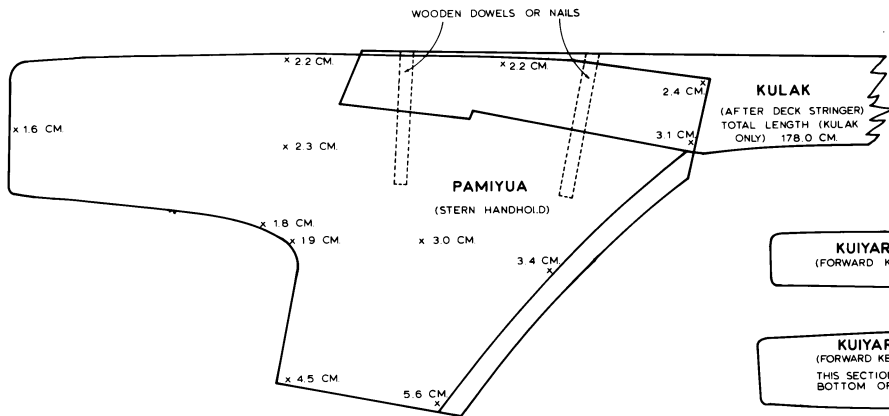 WOODEN DOWELS OR NAILS
x 2.2 CM.
x 2.2 CM.
2.4 CM. x
KULAK
(AFTER DECK STRINGER)
TOTAL LENGTH (KULAK
ONLY) 178.0 CM.
x 1.6 CM.
3.1 CM. x
x 2.3 CM.
PAMIYUA
(STERN HANDHOLD)
x 1.8 CM.
x 1.9 CM.
x 3.0 CM.
3.4 CM. x
KUIYAR
(FORWARD K
x 4.5 CM.
5.6 CM. x
KUIYAR
(FORWARD KE
THIS SECTIO
BOTTOM OF